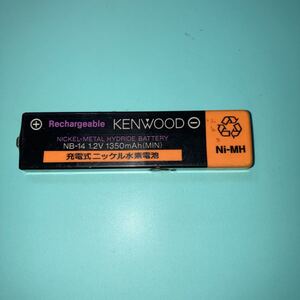 ⊕ Rechargeable KENWOOD ⊖
NICKEL-METAL HYDRIDE BATTERY
NB-14 1.2V 1350mAh(MIN)
充電式ニッケル水素電池
Ni-MH